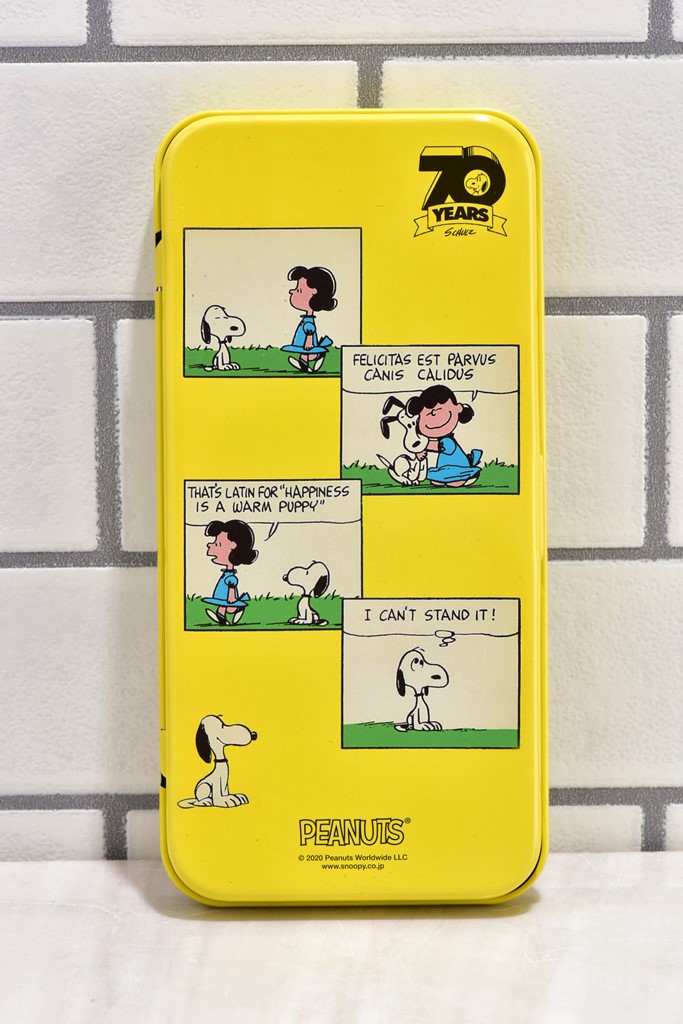 70
YEARS
SCHULZ
FELICITAS EST PARVUS
CANIS CALIDUS
THAT'S LATIN FOR "HAPPINESS
IS A WARM PUPPY"
I CAN'T STAND IT!
PEANUTS®
© 2020 Peanuts Worldwide LLC
www.snoopy.co.jp